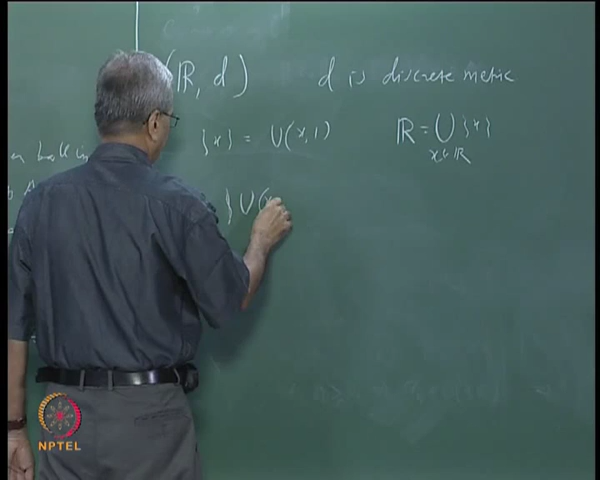 (ℝ, d) d is discrete metric
{x} = U(x, 1) ℝ = ⋃ {x}
x∈ℝ
{U(x
NPTEL